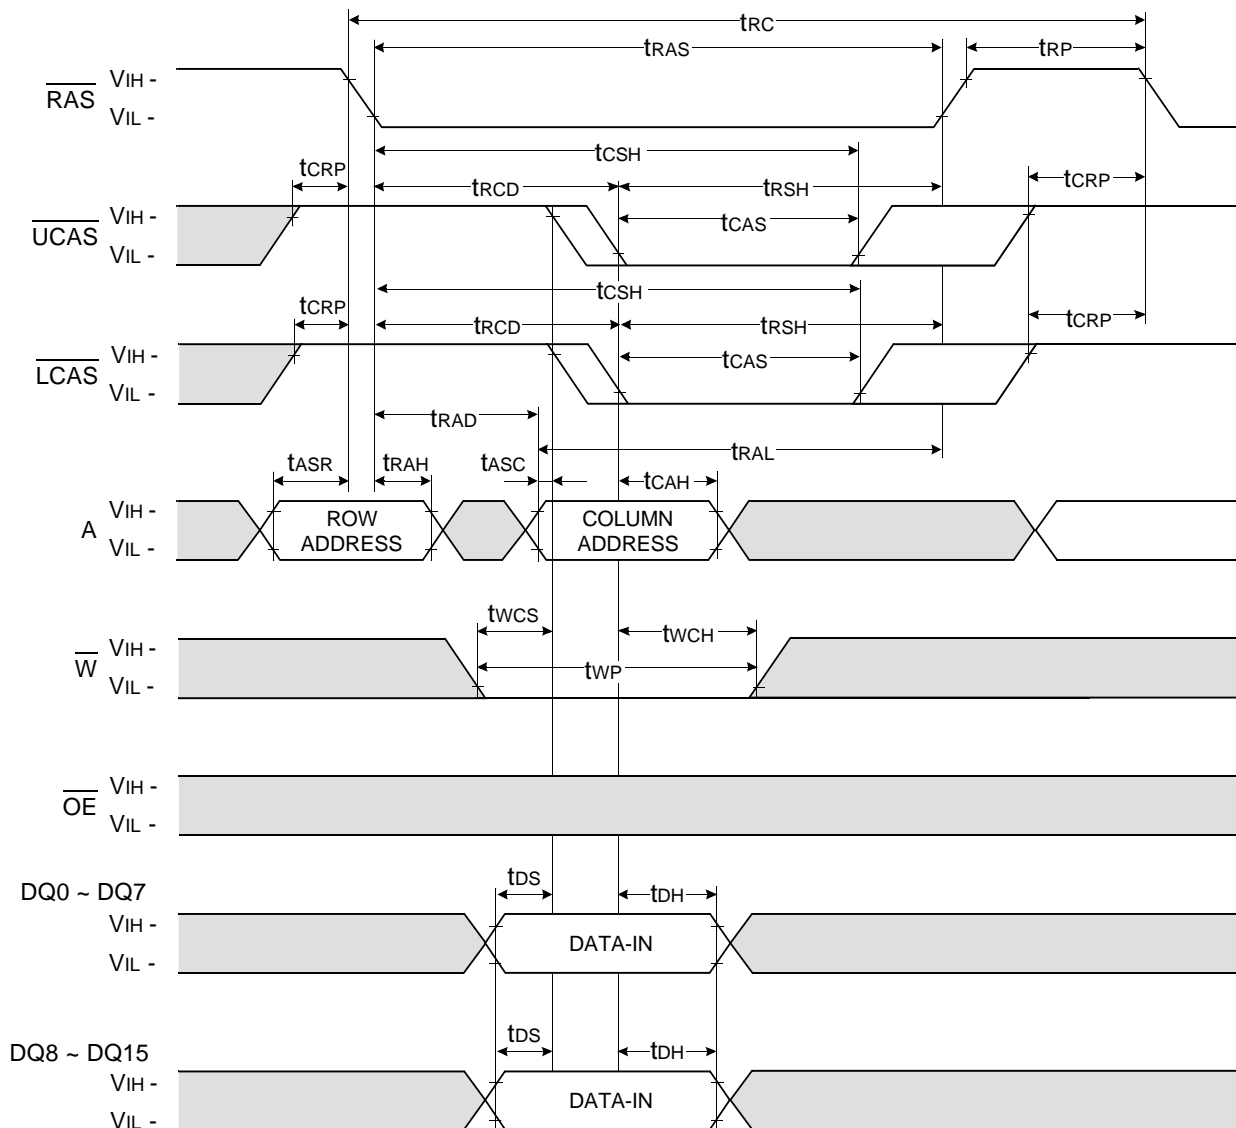 tRC
tRAS
tRP
RAS
VIH -
VIL -
tCSH
tCRP
tRCD
tRSH
tCRP
UCAS
VIH -
VIL -
tCAS
tCSH
tCRP
tRCD
tRSH
tCRP
LCAS
VIH -
VIL -
tCAS
tRAD
tRAL
tASR
tRAH
tASC
tCAH
A
VIH -
VIL -
ROW
ADDRESS
COLUMN
ADDRESS
tWCS
tWCH
W
VIH -
VIL -
tWP
OE
VIH -
VIL -
DQ0 ~ DQ7
tDS
tDH
VIH -
VIL -
DATA-IN
DQ8 ~ DQ15
tDS
tDH
VIH -
VIL -
DATA-IN